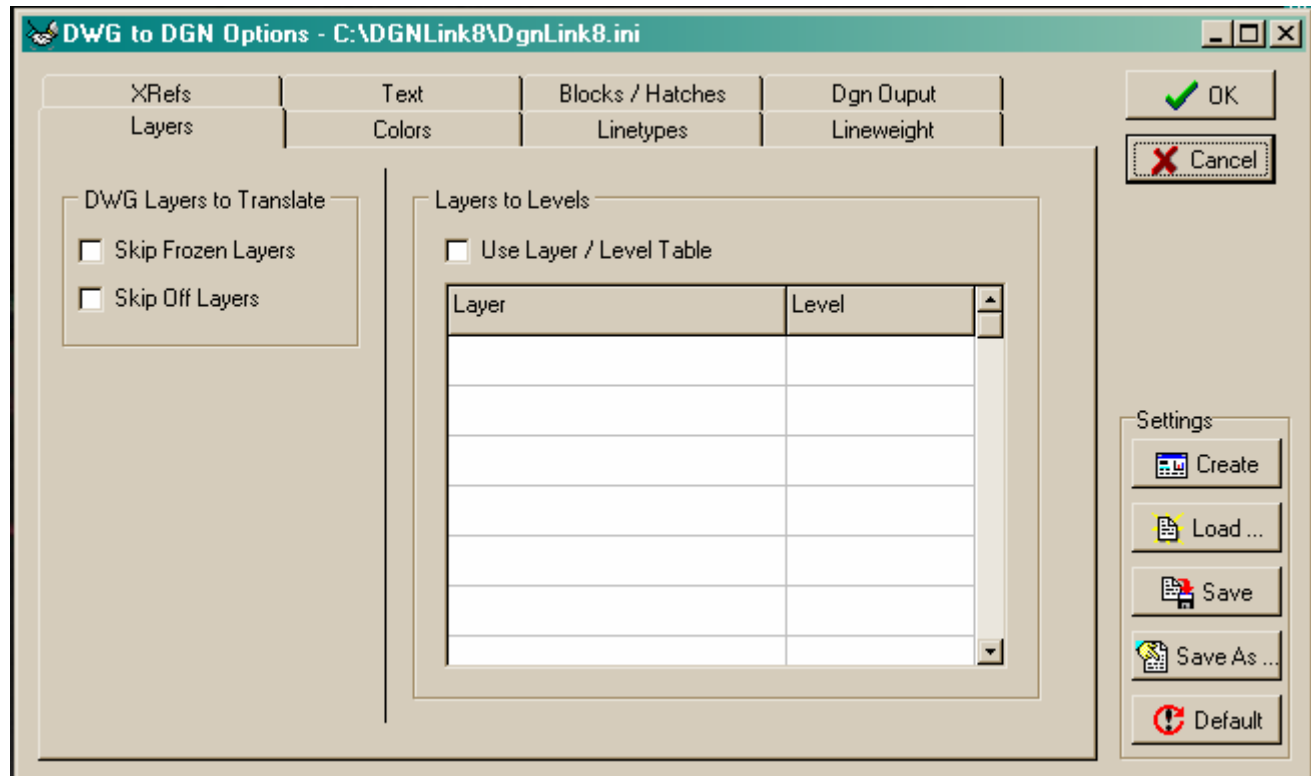 DWG to DGN Options - C:\DGNLink8\DgnLink8.ini
XRefs Text Blocks / Hatches Dgn Ouput
Layers Colors Linetypes Lineweight
OK
Cancel
DWG Layers to Translate
Skip Frozen Layers
Skip Off Layers
Layers to Levels
Use Layer / Level Table
Layer Level
Settings
Create
Load ...
Save
Save As ...
Default